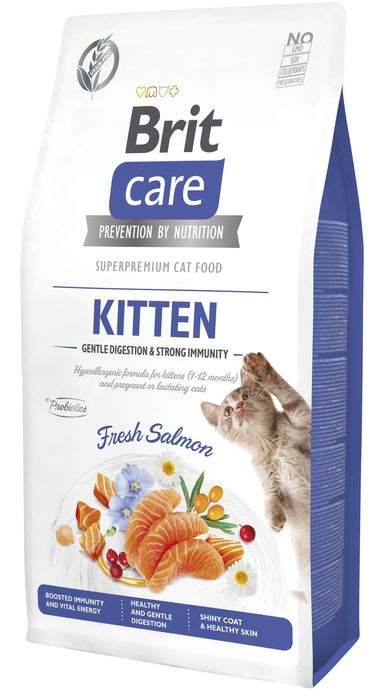 NO
GMO
SOY
COLOURANTS
PRESERVATIVES
Brit
care
PREVENTION BY NUTRITION
SUPERPREMIUM CAT FOOD
KITTEN
GENTLE DIGESTION & STRONG IMMUNITY
Hypoallergenic formula for kittens (1-12 months)
and pregnant or lactating cats
+Probiotics
Fresh Salmon
BOOSTED IMMUNITY
AND VITAL ENERGY
HEALTHY
AND GENTLE
DIGESTION
SHINY COAT
& HEALTHY SKIN